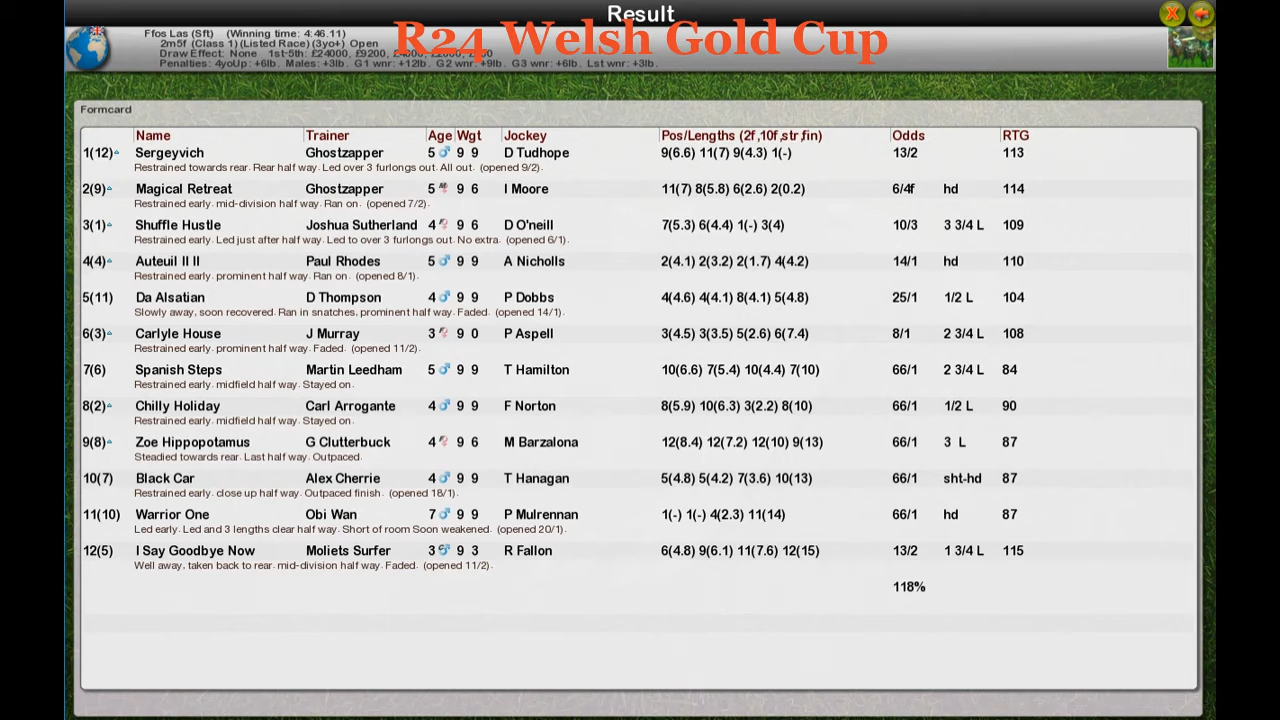 Result
R24 Welsh Gold Cup
Ffos Las (Sft) (Winning time: 4:46.11)
2m5f (Class 1) (Listed Race) (3yo+) Open
Draw Effect: None 1st-5th: £24000, £9200,
Penalties: 4yoUp: +6lb. Males: +3lb. G1 wnr: +12lb. G2 wnr: +9lb. G3 wnr: +6lb. Lst wnr: +3lb.
Formcard
Name Trainer Age Wgt Jockey Pos/Lengths (2f,10f,str,fin) Odds RTG
1(12) Sergeyvich Ghostzapper 5 9 9 D Tudhope 9(6.6) 11(7) 9(4.3) 1(-) 13/2 113
Restrained towards rear. Rear half way. Led over 3 furlongs out. All out. (opened 9/2).
2(9) Magical Retreat Ghostzapper 5 9 6 I Moore 11(7) 8(5.8) 6(2.6) 2(0.2) 6/4f hd 114
Restrained early. mid-division half way. Ran on. (opened 7/2).
3(1) Shuffle Hustle Joshua Sutherland 4 9 6 D O'neill 7(5.3) 6(4.4) 1(-) 3(4) 10/3 3 3/4 L 109
Restrained early. Led just after half way. Led to over 3 furlongs out. No extra. (opened 6/1).
4(4) Auteuil II II Paul Rhodes 5 9 9 A Nicholls 2(4.1) 2(3.2) 2(1.7) 4(4.2) 14/1 hd 110
Restrained early. prominent half way. Ran on. (opened 8/1).
5(11) Da Alsatian D Thompson 4 9 9 P Dobbs 4(4.6) 4(4.1) 8(4.1) 5(4.8) 25/1 1/2 L 104
Slowly away, soon recovered. Ran in snatches, prominent half way. Faded. (opened 14/1).
6(3) Carlyle House J Murray 3 9 0 P Aspell 3(4.5) 3(3.5) 5(2.6) 6(7.4) 8/1 2 3/4 L 108
Restrained early. prominent half way. Faded. (opened 11/2).
7(6) Spanish Steps Martin Leedham 5 9 9 T Hamilton 10(6.6) 7(5.4) 10(4.4) 7(10) 66/1 2 3/4 L 84
Restrained early. midfield half way. Stayed on.
8(2) Chilly Holiday Carl Arrogante 4 9 9 F Norton 8(5.9) 10(6.3) 3(2.2) 8(10) 66/1 1/2 L 90
Restrained early. midfield half way. Stayed on.
9(8) Zoe Hippopotamus G Clutterbuck 4 9 6 M Barzalona 12(8.4) 12(7.2) 12(10) 9(13) 66/1 3 L 87
Steadied towards rear. Last half way. Outpaced.
10(7) Black Car Alex Cherrie 4 9 9 T Hanagan 5(4.8) 5(4.2) 7(3.6) 10(13) 66/1 sht-hd 87
Restrained early. close up half way. Outpaced finish. (opened 18/1).
11(10) Warrior One Obi Wan 7 9 9 P Mulrennan 1(-) 1(-) 4(2.3) 11(14) 66/1 hd 87
Led early. Led and 3 lengths clear half way. Short of room Soon weakened. (opened 20/1).
12(5) I Say Goodbye Now Moliets Surfer 3 9 3 R Fallon 6(4.8) 9(6.1) 11(7.6) 12(15) 13/2 1 3/4 L 115
Well away, taken back to rear. mid-division half way. Faded. (opened 11/2).
118%